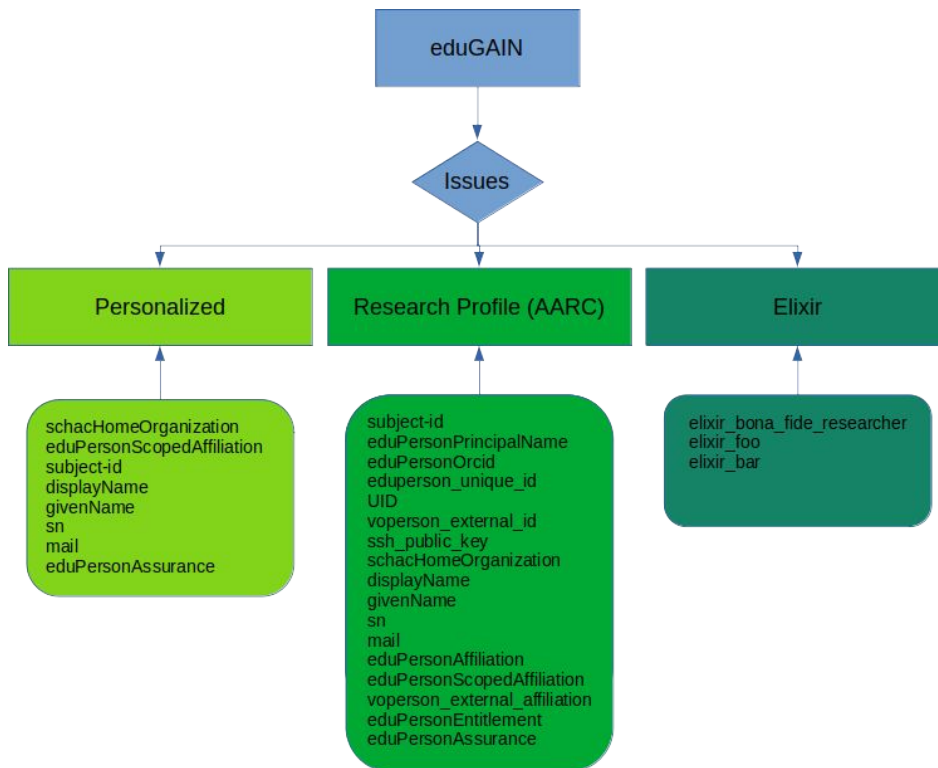 eduGAIN
Issues
Personalized
Research Profile (AARC)
Elixir
schacHomeOrganization
eduPersonScopedAffiliation
subject-id
displayName
givenName
sn
mail
eduPersonAssurance
subject-id
eduPersonPrincipalName
eduPersonOrcid
eduperson_unique_id
UID
voperson_external_id
ssh_public_key
schacHomeOrganization
displayName
givenName
sn
mail
eduPersonAffiliation
eduPersonScopedAffiliation
voperson_external_affiliation
eduPersonEntitlement
eduPersonAssurance
elixir_bona_fide_researcher
elixir_foo
elixir_bar